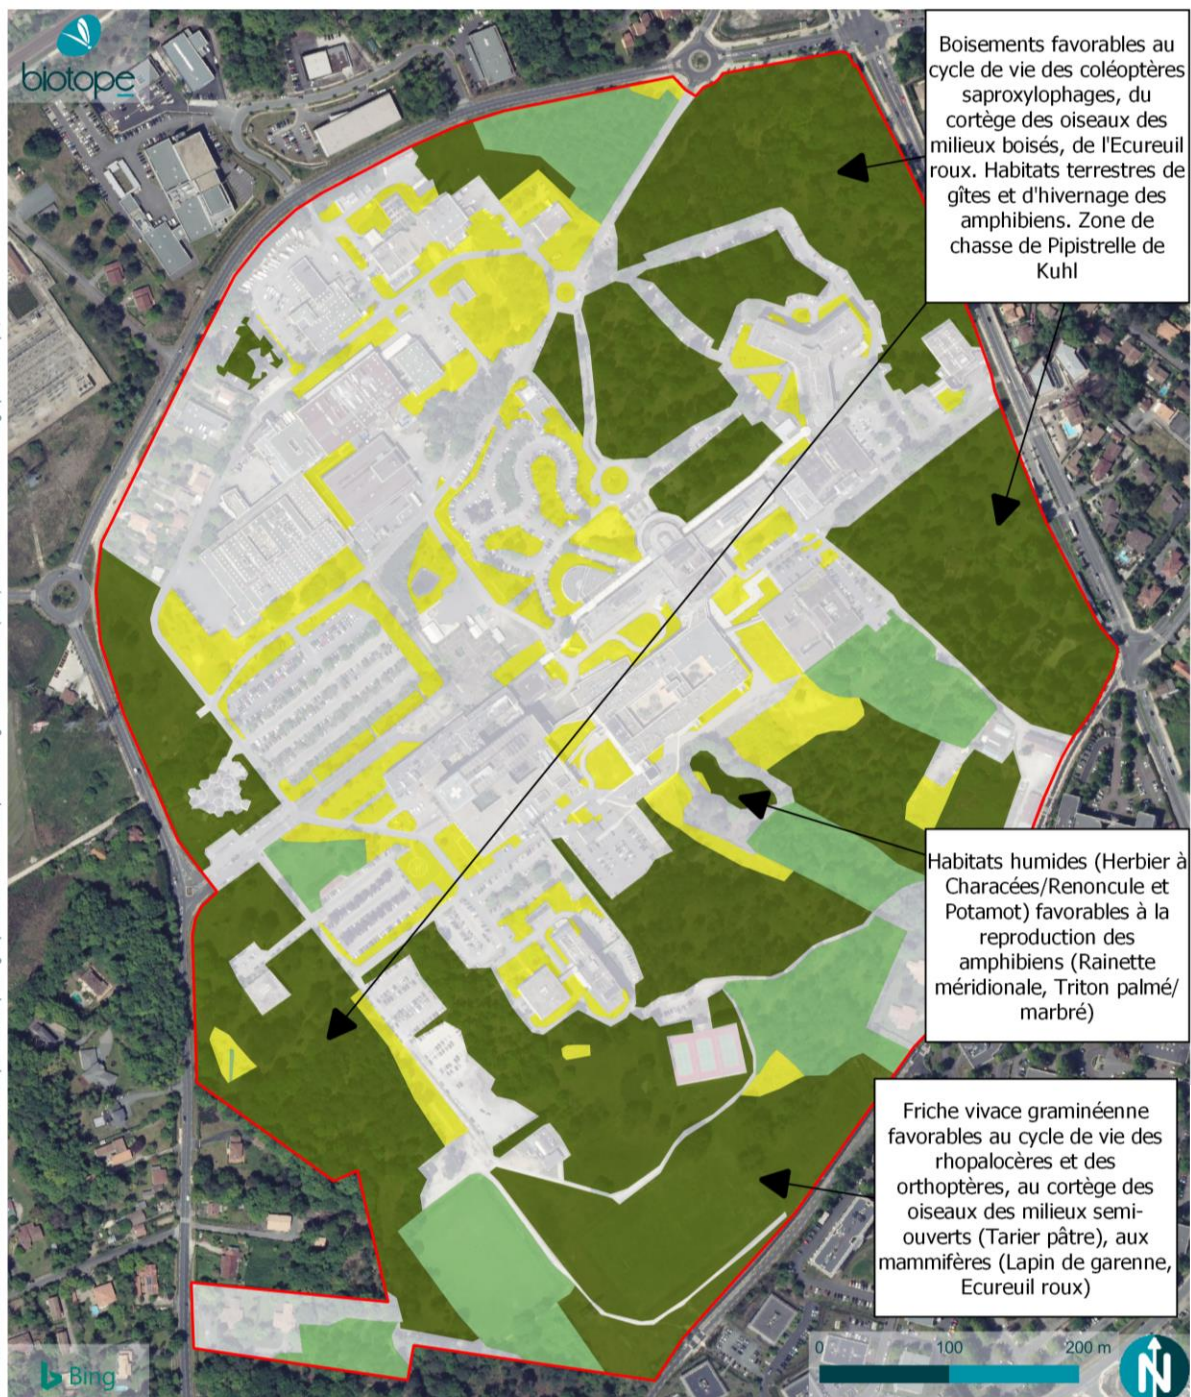 biotope
Boisements favorables au
cycle de vie des coléoptères
saproxylophages, du
cortège des oiseaux des
milieux boisés, de l'Ecureuil
roux. Habitats terrestres de
gîtes et d'hivernage des
amphibiens. Zone de
chasse de Pipistrelle de
Kuhl
Habitats humides (Herbier à
Characées/Renoncule et
Potamot) favorables à la
reproduction des
amphibiens (Rainette
méridionale, Triton palmé/
marbré)
Friche vivace graminéenne
favorables au cycle de vie des
rhopalocères et des
orthoptères, au cortège des
oiseaux des milieux semi-
ouverts (Tarier pâtre), aux
mammifères (Lapin de garenne,
Ecureuil roux)
0 100 200 m
N
Bing